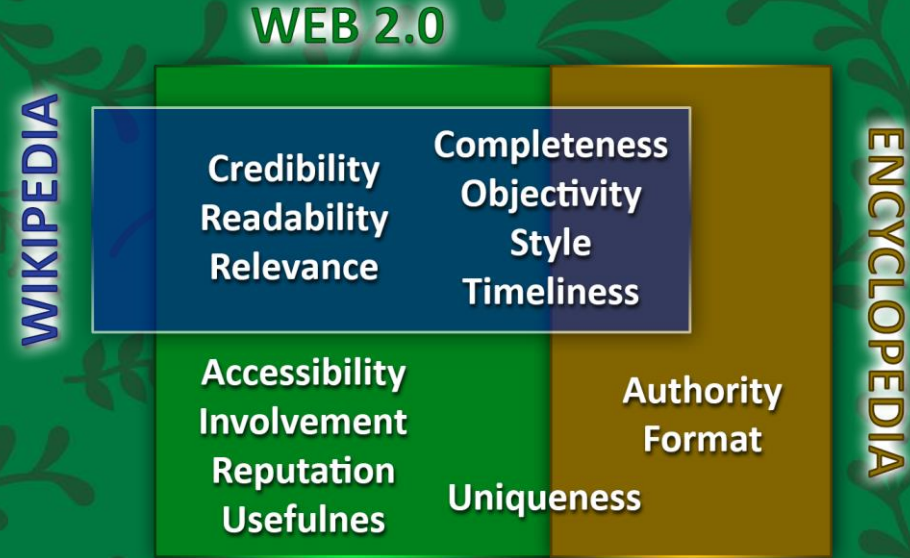 WEB 2.0
WIKIPEDIA
Credibility
Readability
Relevance
Completeness
Objectivity
Style
Timeliness
ENCYCLOPEDIA
Accessibility
Involvement
Reputation
Usefulnes
Uniqueness
Authority
Format